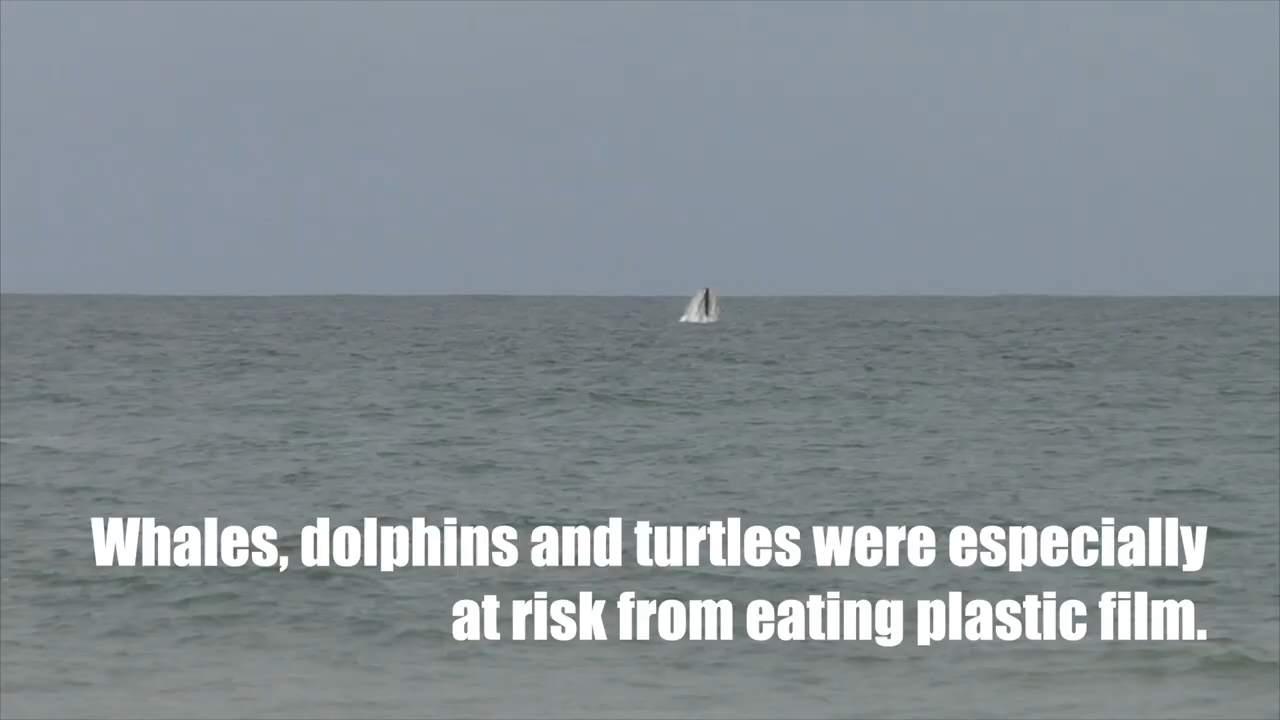 Whales, dolphins and turtles were especially
at risk from eating plastic film.